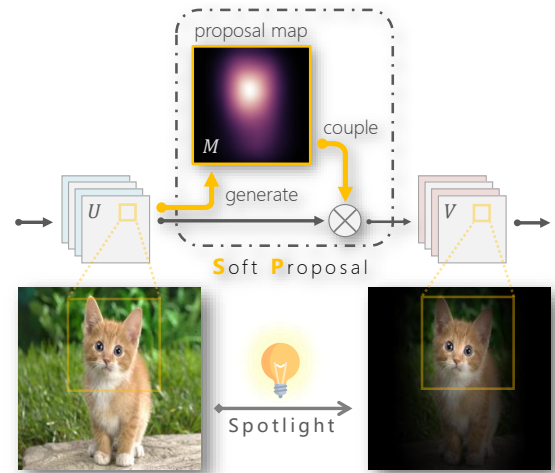 proposal map
M
couple
generate
U
V
Soft Proposal
Spotlight